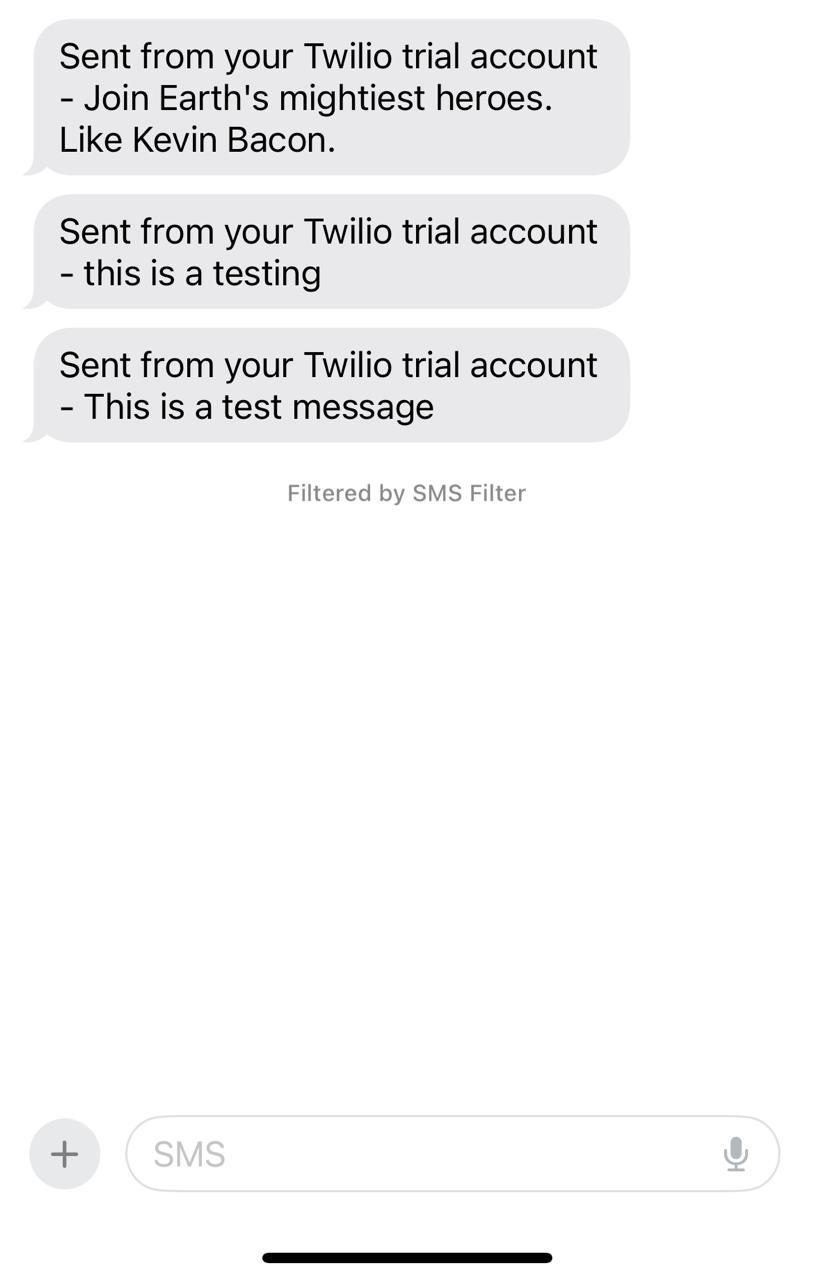 Sent from your Twilio trial account
- Join Earth's mightiest heroes.
Like Kevin Bacon.
Sent from your Twilio trial account
- this is a testing
Sent from your Twilio trial account
- This is a test message
Filtered by SMS Filter
SMS